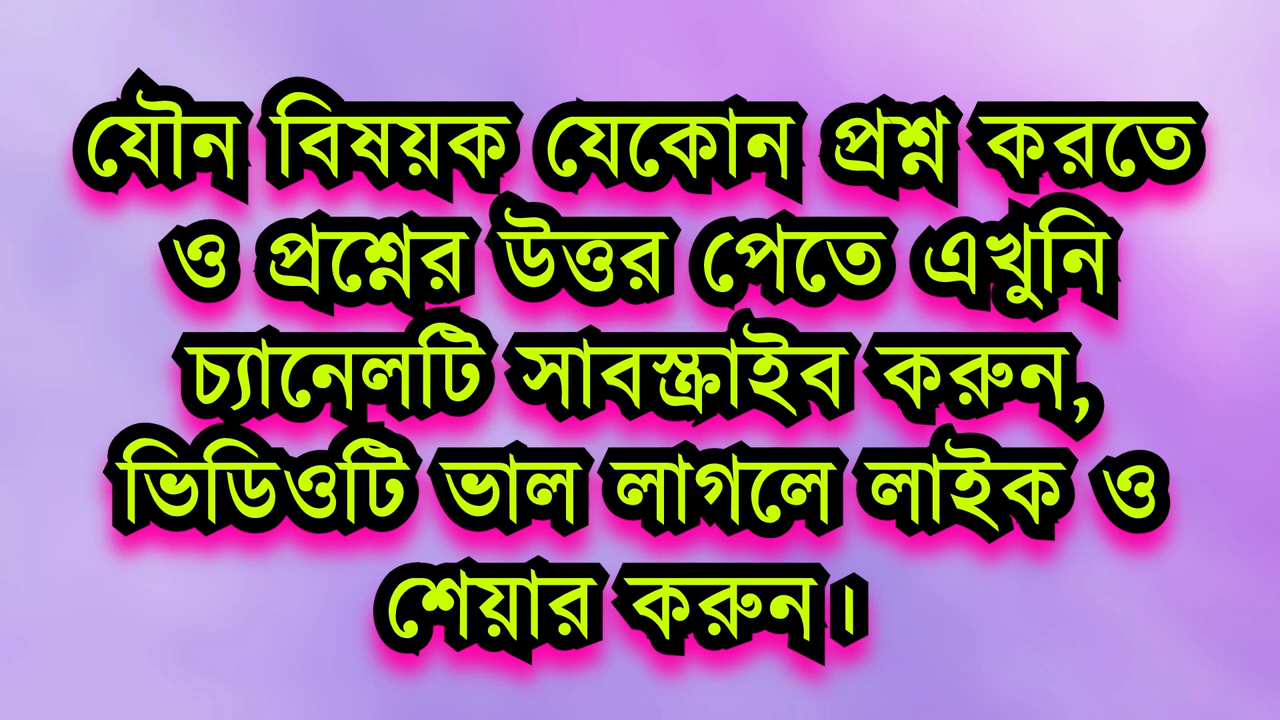 যৌন বিষয়ক যেকোন প্রশ্ন করতে
ও প্রশ্নের উত্তর পেতে এখুনি
চ্যানেলটি সাবস্ক্রাইব করুন,
ভিডিওটি ভাল লাগলে লাইক ও
শেয়ার করুন।